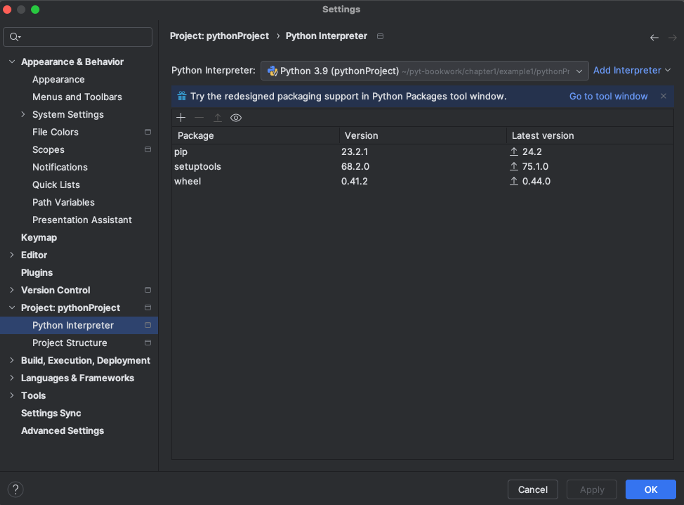 Settings
Appearance & Behavior
Appearance
Menus and Toolbars
System Settings
File Colors
Scopes
Notifications
Quick Lists
Path Variables
Presentation Assistant
Keymap
Editor
Plugins
Version Control
Project: pythonProject
Python Interpreter
Project Structure
Build, Execution, Deployment
Languages & Frameworks
Tools
Settings Sync
Advanced Settings
?
Project: pythonProject › Python Interpreter
Python Interpreter: Python 3.9 (pythonProject) ~/pyt-bookwork/chapter1/example1/pythonPr Add Interpreter
Try the redesigned packaging support in Python Packages tool window. Go to tool window ×
Package Version Latest version
pip 23.2.1 24.2
setuptools 68.2.0 75.1.0
wheel 0.41.2 0.44.0
Cancel Apply OK